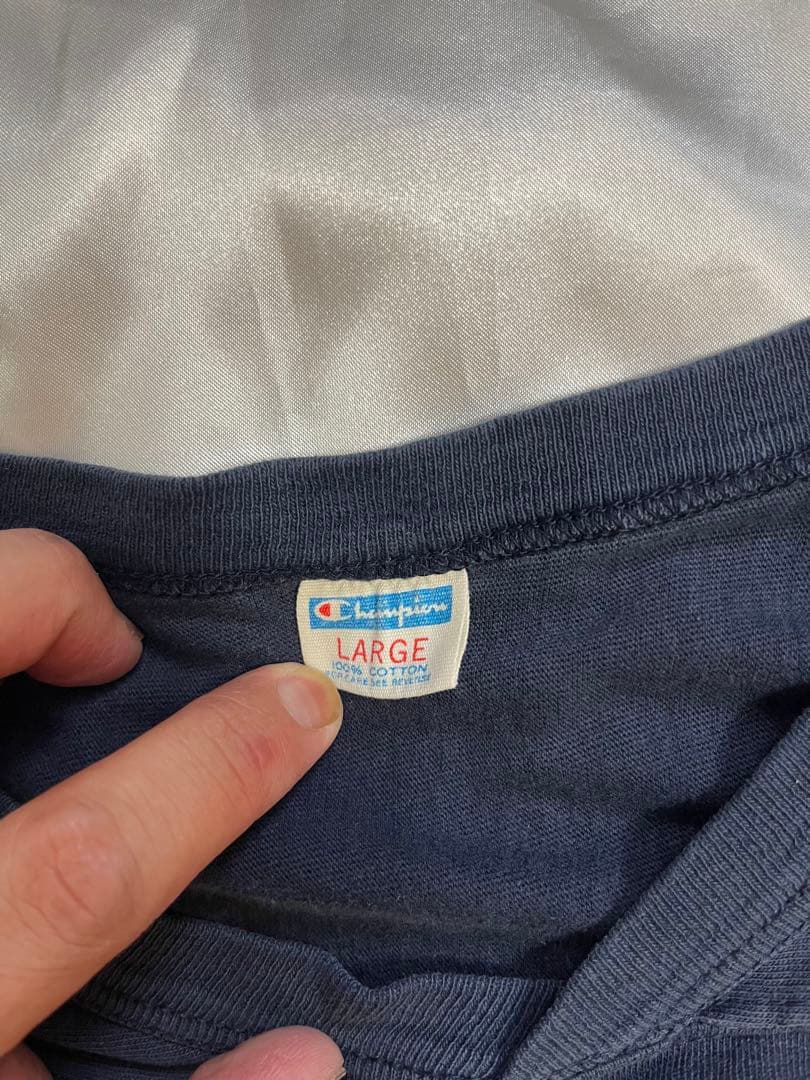 Champion
LARGE
100% COTTON
FOR CARE SEE REVERSE